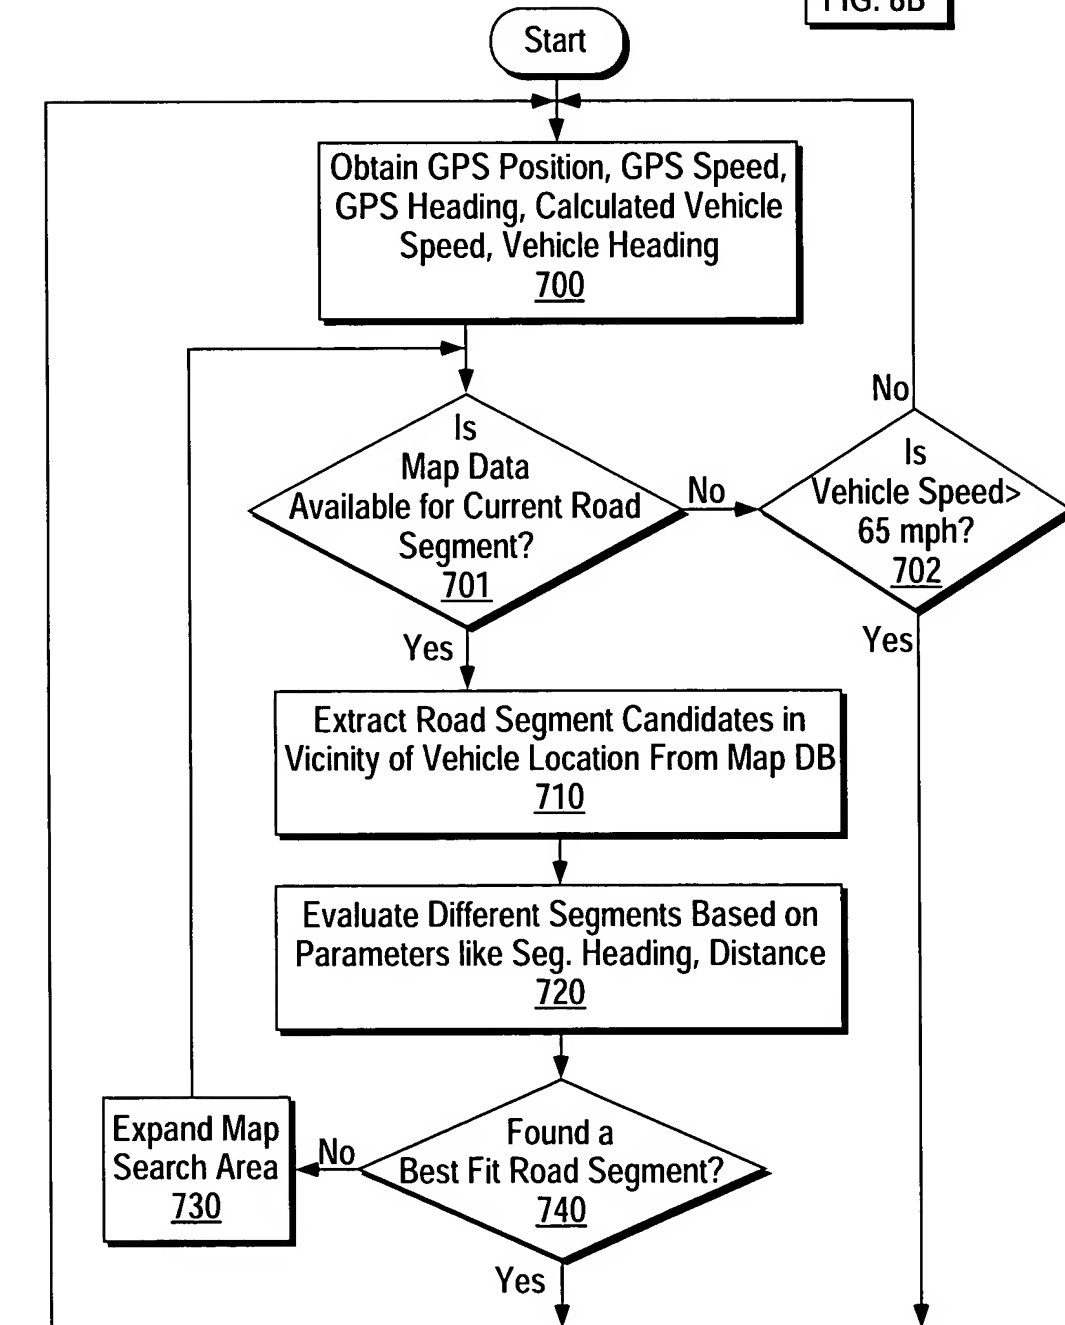 FIG. 8B
Start
Obtain GPS Position, GPS Speed,
GPS Heading, Calculated Vehicle
Speed, Vehicle Heading
700
No
Is
Map Data
Available for Current Road
Segment?
701
No
Is
Vehicle Speed>
65 mph?
702
Yes
Yes
Extract Road Segment Candidates in
Vicinity of Vehicle Location From Map DB
710
Evaluate Different Segments Based on
Parameters like Seg. Heading, Distance
720
Expand Map
Search Area
730
No
Found a
Best Fit Road Segment?
740
Yes